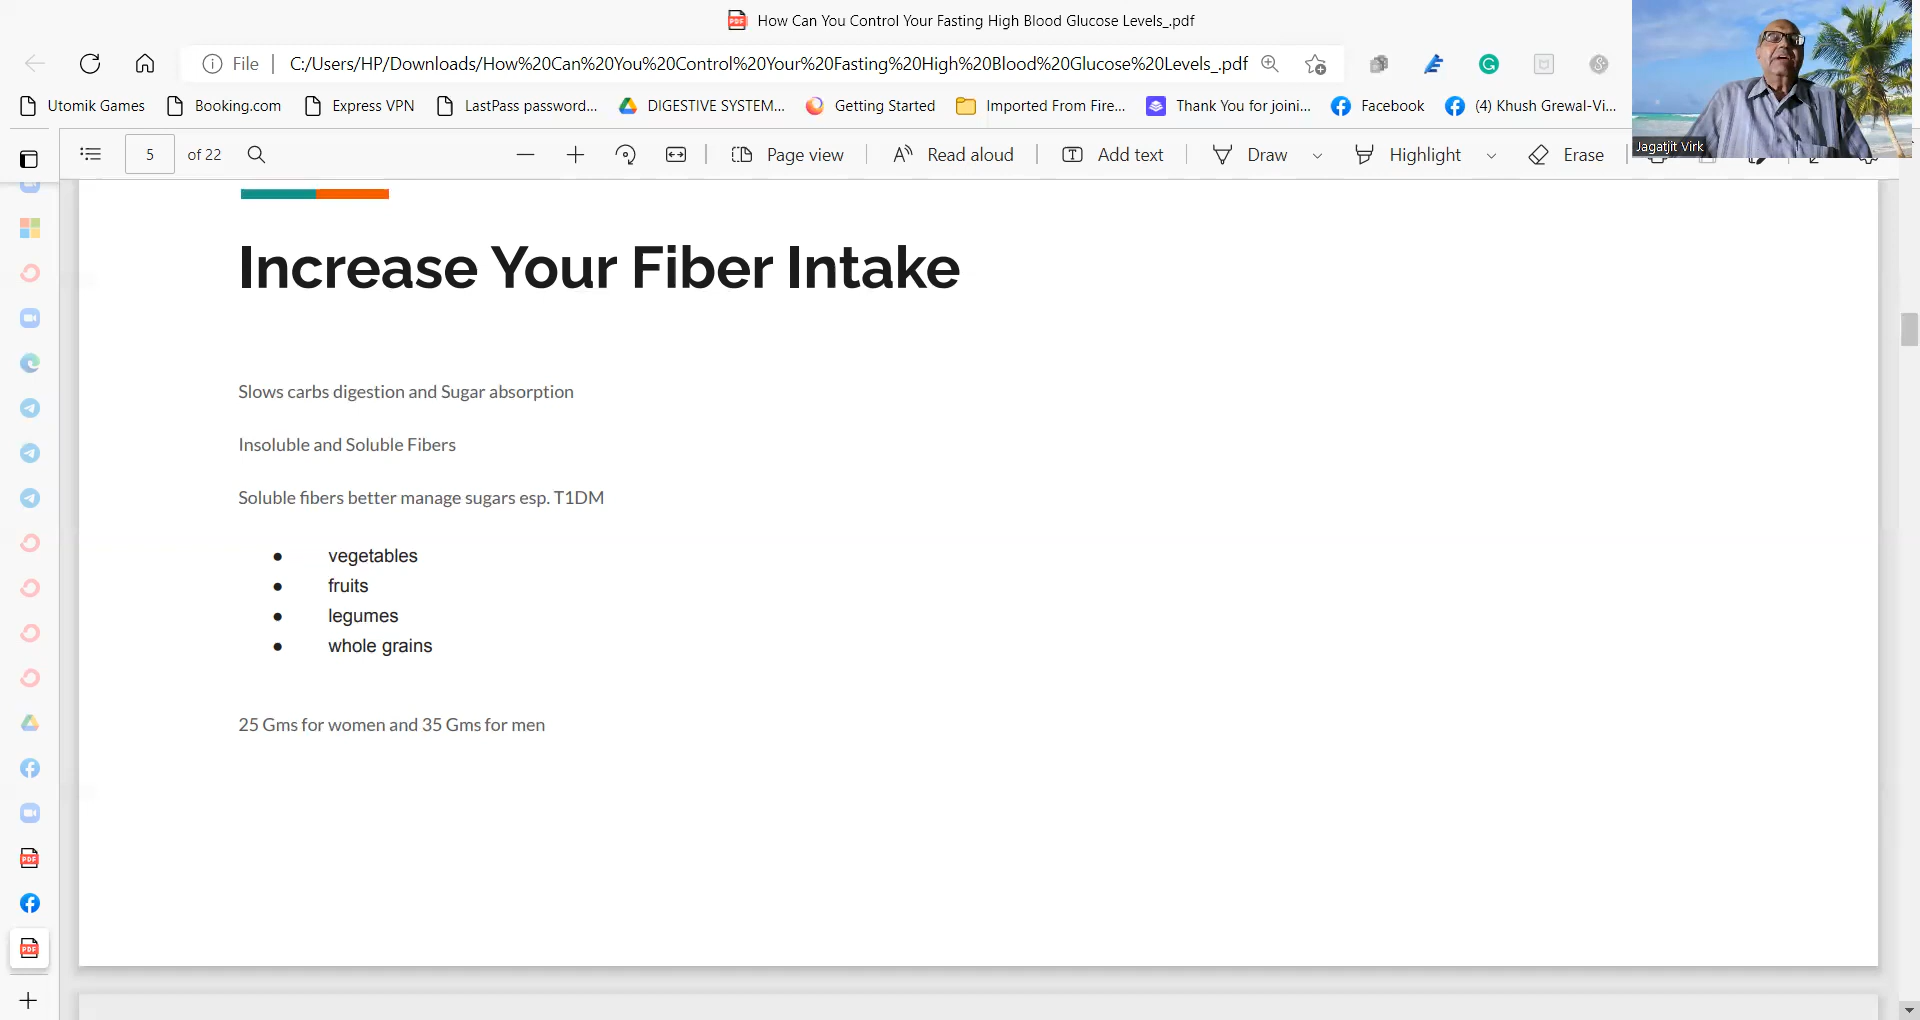 How Can You Control Your Fasting High Blood Glucose Levels_.pdf
File | C:/Users/HP/Downloads/How%20Can%20You%20Control%20Your%20Fasting%20High%20Blood%20Glucose%20Levels_.pdf
Utomik Games Booking.com Express VPN LastPass password... DIGESTIVE SYSTEM... Getting Started Imported From Fire... Thank You for joini... Facebook (4) Khush Grewal-Vi...
Jagatjit Virk
5 of 22 Page view Read aloud Add text Draw Highlight Erase
Increase Your Fiber Intake
Slows carbs digestion and Sugar absorption
Insoluble and Soluble Fibers
Soluble fibers better manage sugars esp. T1DM
● vegetables
● fruits
● legumes
● whole grains
25 Gms for women and 35 Gms for men